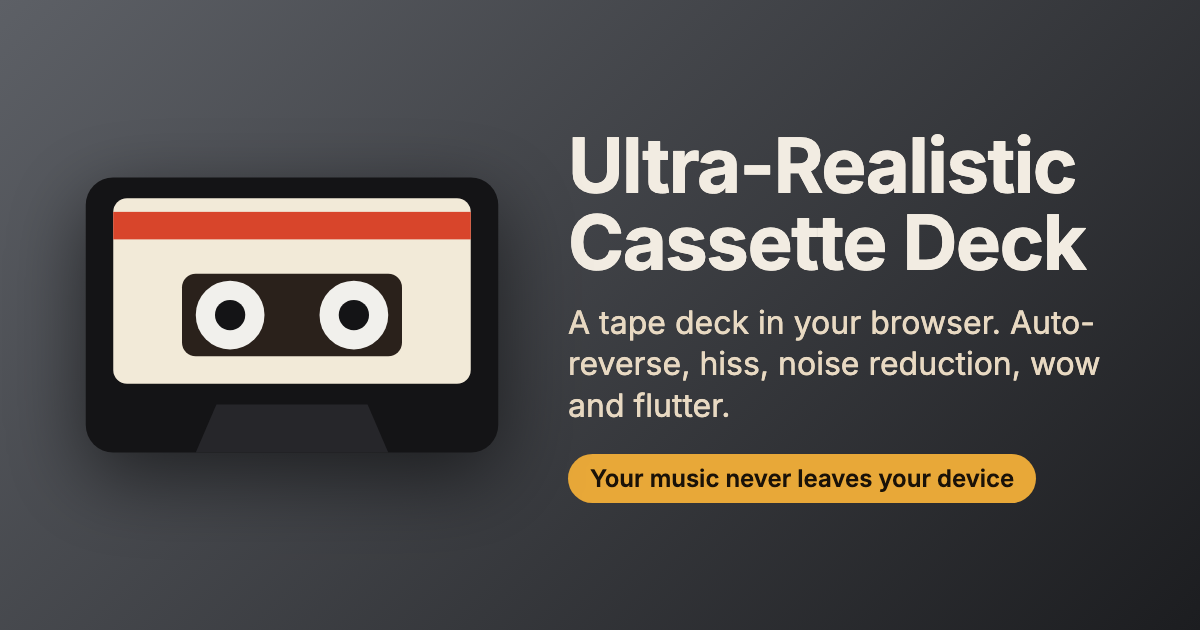 Ultra-Realistic
Cassette Deck
A tape deck in your browser. Auto-
reverse, hiss, noise reduction, wow
and flutter.
Your music never leaves your device